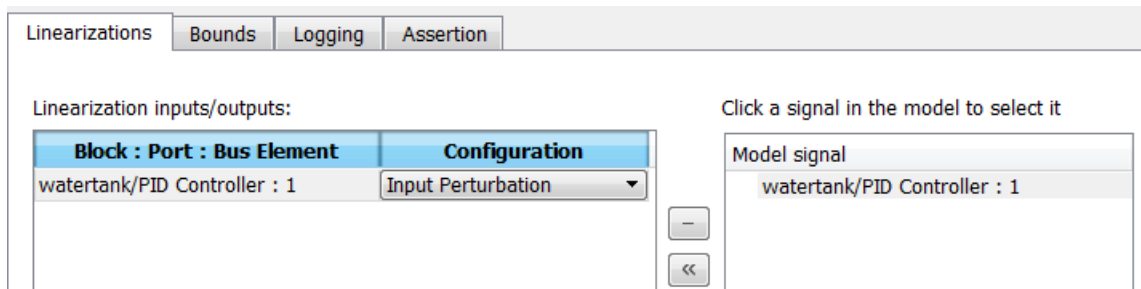 Linearizations Bounds Logging Assertion
Linearization inputs/outputs: Click a signal in the model to select it
Block : Port : Bus Element Configuration Model signal
watertank/PID Controller : 1 Input Perturbation watertank/PID Controller : 1
−
«